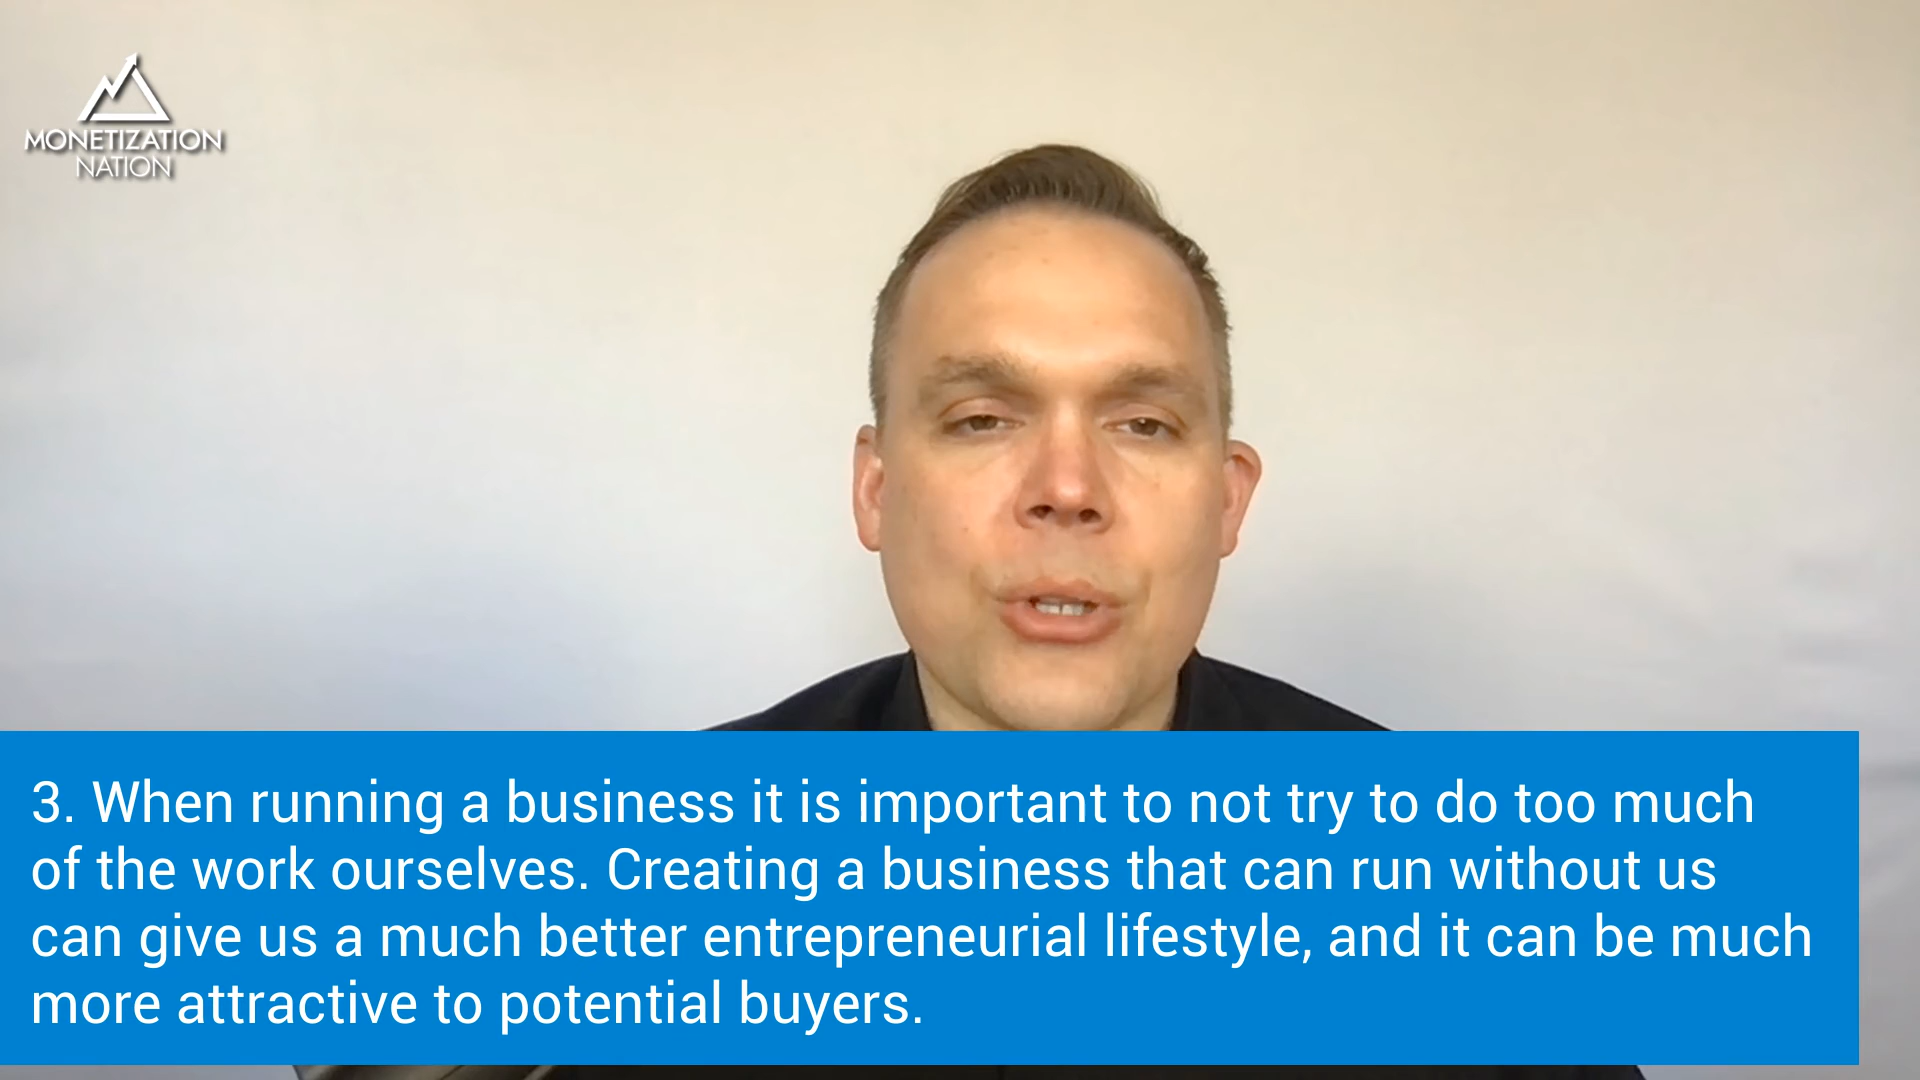 MONETIZATION
NATION
3. When running a business it is important to not try to do too much
of the work ourselves. Creating a business that can run without us
can give us a much better entrepreneurial lifestyle, and it can be much
more attractive to potential buyers.